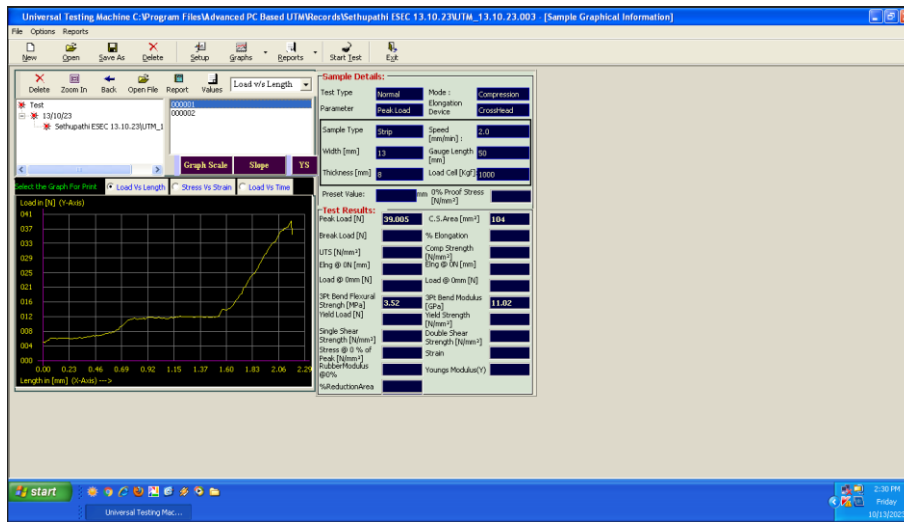 Universal Testing Machine C:\Program Files\Advanced PC Based UTM\Records\Sethupathi ESEC 13.10.23\UTM_13.10.23.003 - [Sample Graphical Information]
File Options Reports
New Open Save As Delete Setup Graphs Reports Start Test Exit
Delete Zoom In Back Open File Report Values Load v/s Length
Test
13/10/23
Sethupathi ESEC 13.10.23\UTM_1
000001
000002
Graph Scale Slope YS
Select the Graph For Print Load Vs Length Stress Vs Strain Load Vs Time
Load in [N] (Y-Axis)
041
037
033
029
025
021
016
012
008
004
000
0.00 0.23 0.46 0.69 0.92 1.15 1.37 1.60 1.83 2.06 2.29
Length in [mm] (X-Axis) --->
Sample Details:
Test Type Normal Mode : Compression
Parameter Peak Load Elongation Device CrossHead
Sample Type Strip Speed [mm/min] : 2.0
Width [mm] 13 Gauge Length [mm] 50
Thickness [mm] 8 Load Cell [Kgf] 1000
Preset Value: mm 0% Proof Stress [N/mm²]
Test Results:
Peak Load [N] 39.005 C.S.Area [mm²] 104
Break Load [N] % Elongation
UTS [N/mm²] Comp Strength [N/mm²]
Elng @ 0N [mm] Elng @ 0N [mm]
Load @ 0mm [N] Load @ 0mm [N]
3Pt Bend Flexural Strengh [MPa] 3.52 3Pt Bend Modulus [GPa] 11.02
Yield Load [N] Yield Strength [N/mm²]
Single Shear Strength [N/mm²] Double Shear Strength [N/mm²]
Stress @ 0 % of Peak [N/mm²] Strain
RubberModulus @0% Youngs Modulus(Y)
%ReductionArea
start
Universal Testing Mac...
2:30 PM
Friday